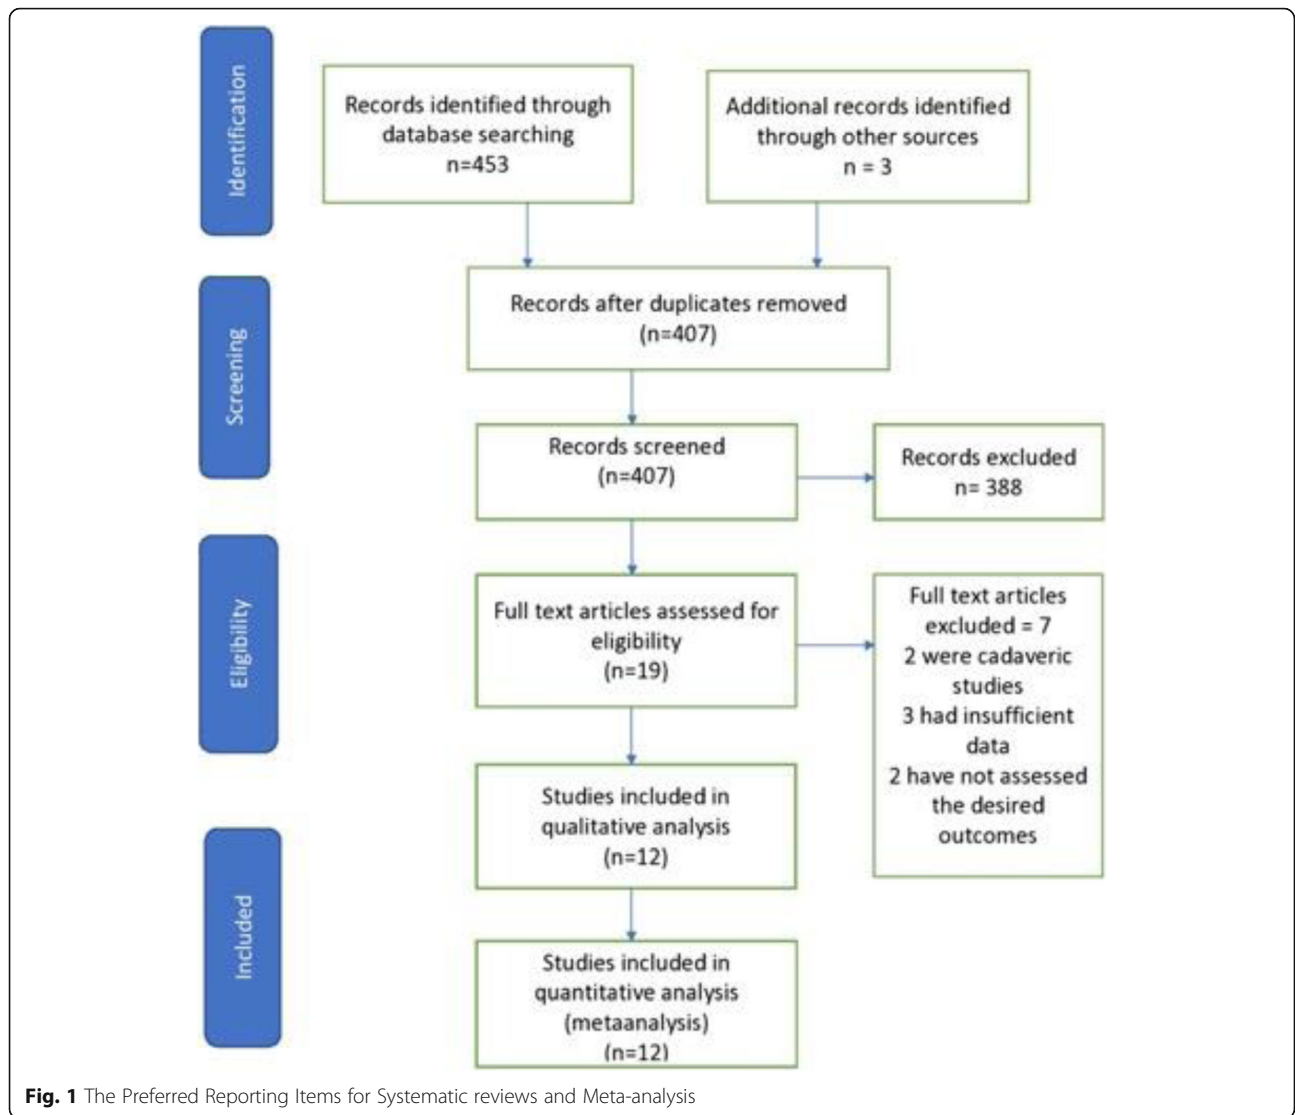 Identification
Records identified through
database searching
n=453
Additional records identified
through other sources
n = 3
Screening
Records after duplicates removed
(n=407)
Records screened
(n=407)
Records excluded
n= 388
Eligibility
Full text articles assessed for
eligibility
(n=19)
Full text articles
excluded = 7
2 were cadaveric
studies
3 had insufficient
data
2 have not assessed
the desired
outcomes
Studies included in
qualitative analysis
(n=12)
Included
Studies included in
quantitative analysis
(metaanalysis)
(n=12)
Fig. 1 The Preferred Reporting Items for Systematic reviews and Meta-analysis